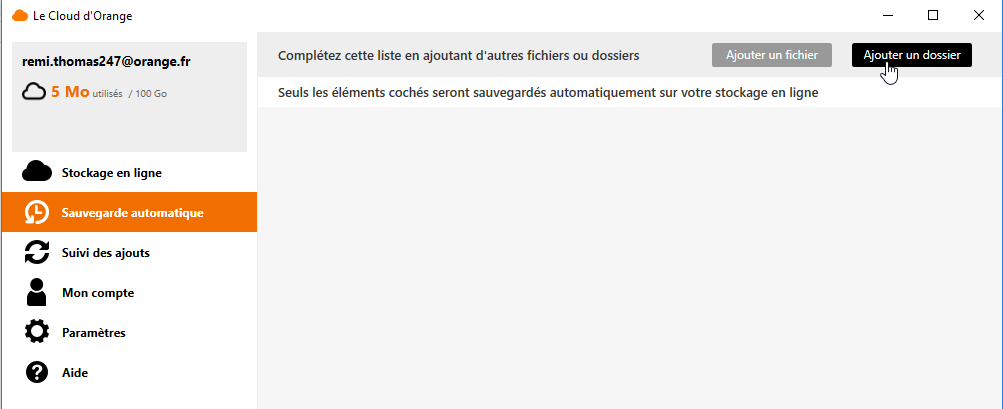 Le Cloud d'Orange
remi.thomas247@orange.fr
5 Mo utilisés / 100 Go
Stockage en ligne
Sauvegarde automatique
Suivi des ajouts
Mon compte
Paramètres
Aide
Complétez cette liste en ajoutant d'autres fichiers ou dossiers
Ajouter un fichier
Ajouter un dossier
Seuls les éléments cochés seront sauvegardés automatiquement sur votre stockage en ligne